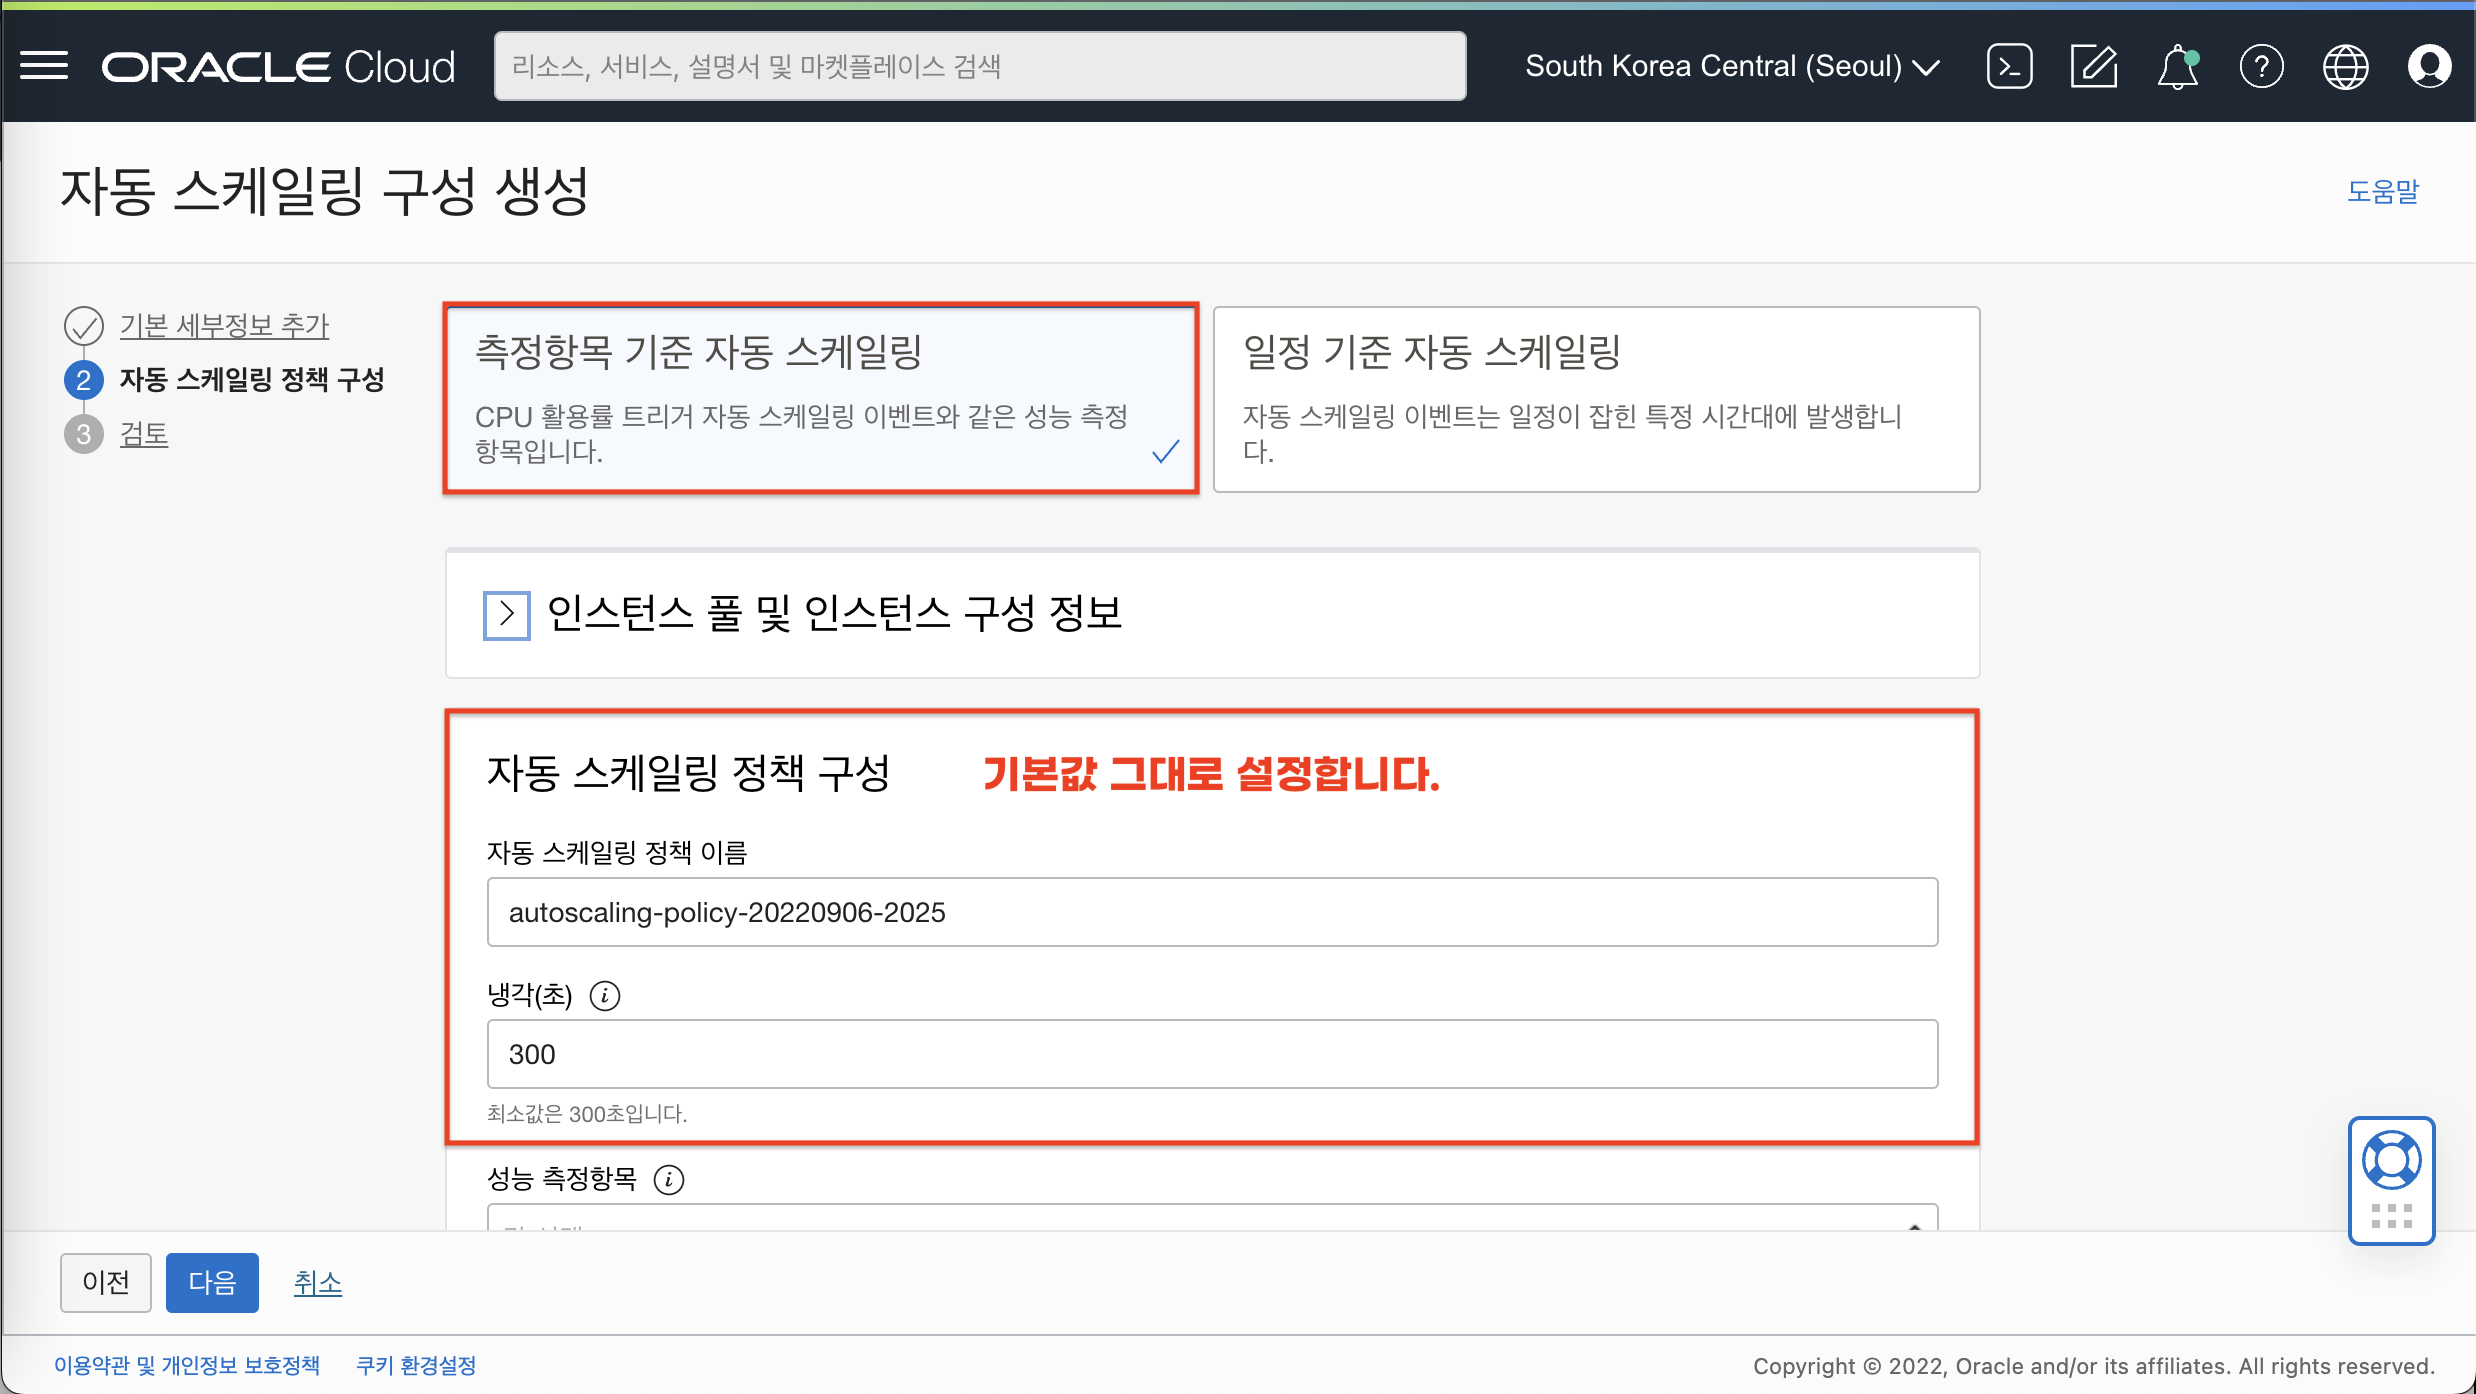 ORACLE Cloud
리소스, 서비스, 설명서 및 마켓플레이스 검색
South Korea Central (Seoul)
자동 스케일링 구성 생성
도움말
기본 세부정보 추가
2 자동 스케일링 정책 구성
3 검토
측정항목 기준 자동 스케일링
CPU 활용률 트리거 자동 스케일링 이벤트와 같은 성능 측정
항목입니다.
일정 기준 자동 스케일링
자동 스케일링 이벤트는 일정이 잡힌 특정 시간대에 발생합니
다.
인스턴스 풀 및 인스턴스 구성 정보
자동 스케일링 정책 구성
기본값 그대로 설정합니다.
자동 스케일링 정책 이름
autoscaling-policy-20220906-2025
냉각(초)
300
최소값은 300초입니다.
성능 측정항목
이전
다음
취소
이용약관 및 개인정보 보호정책
쿠키 환경설정
Copyright © 2022, Oracle and/or its affiliates. All rights reserved.